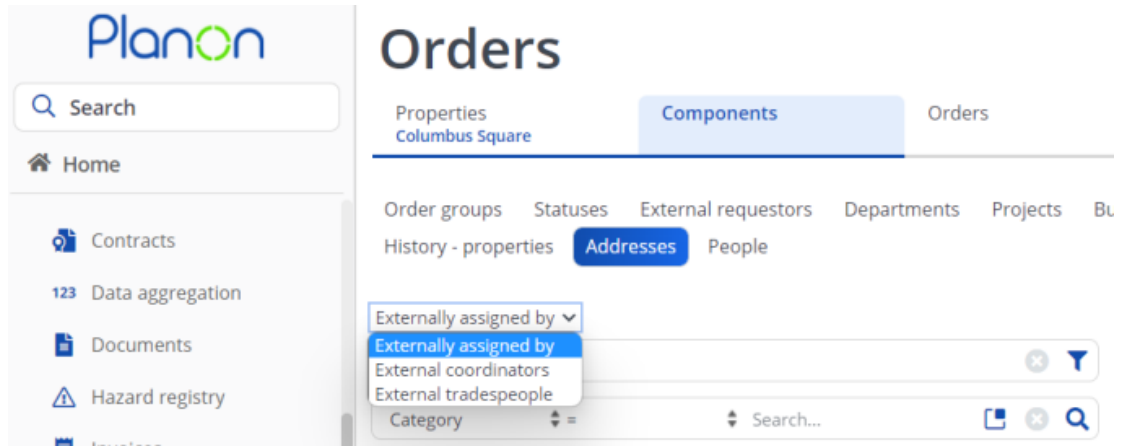 Planon
Search
Home
Contracts
123 Data aggregation
Documents
Hazard registry
Orders
Properties
Columbus Square
Components
Orders
Order groups Statuses External requestors Departments Projects Bu
History - properties Addresses People
Externally assigned by
Externally assigned by
External coordinators
External tradespeople
Category = Search...